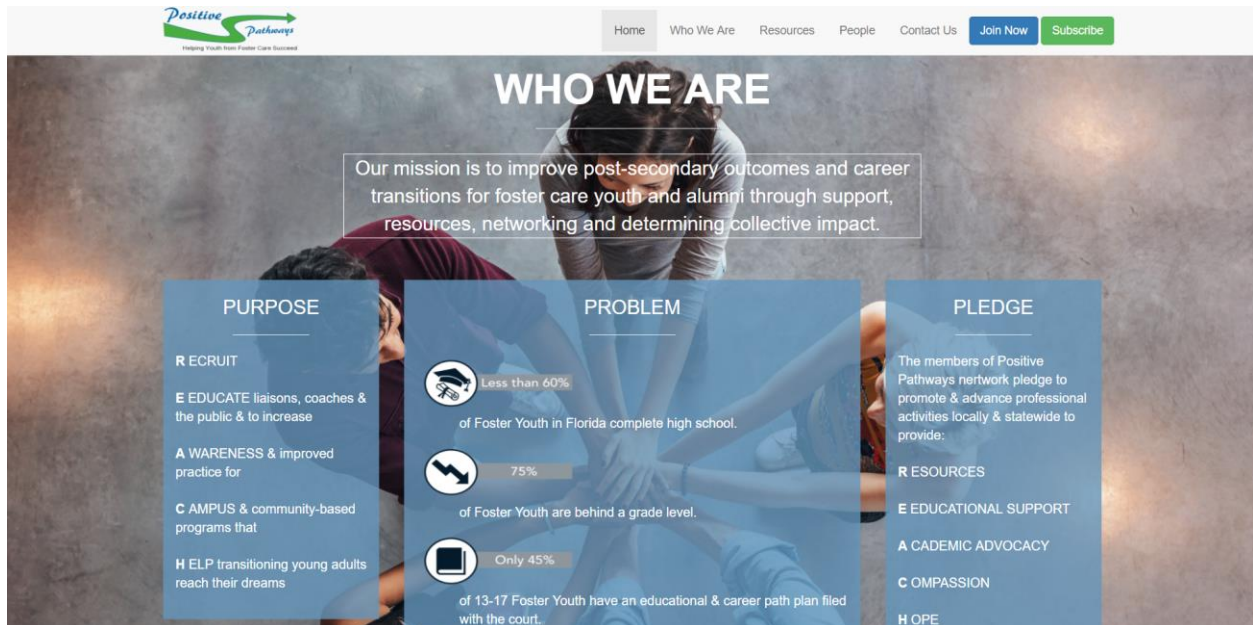 Positive
Pathways
Helping Youth from Foster Care Succeed
Home
Who We Are
Resources
People
Contact Us
Join Now
Subscribe
WHO WE ARE
Our mission is to improve post-secondary outcomes and career
transitions for foster care youth and alumni through support,
resources, networking and determining collective impact.
PURPOSE
R ECRUIT
E EDUCATE liaisons, coaches &
the public & to increase
A WARENESS & improved
practice for
C AMPUS & community-based
programs that
H ELP transitioning young adults
reach their dreams
PROBLEM
Less than 60%
of Foster Youth in Florida complete high school.
75%
of Foster Youth are behind a grade level.
Only 45%
of 13-17 Foster Youth have an educational & career path plan filed
with the court.
PLEDGE
The members of Positive
Pathways nertwork pledge to
promote & advance professional
activities locally & statewide to
provide:
R ESOURCES
E EDUCATIONAL SUPPORT
A CADEMIC ADVOCACY
C OMPASSION
H OPE